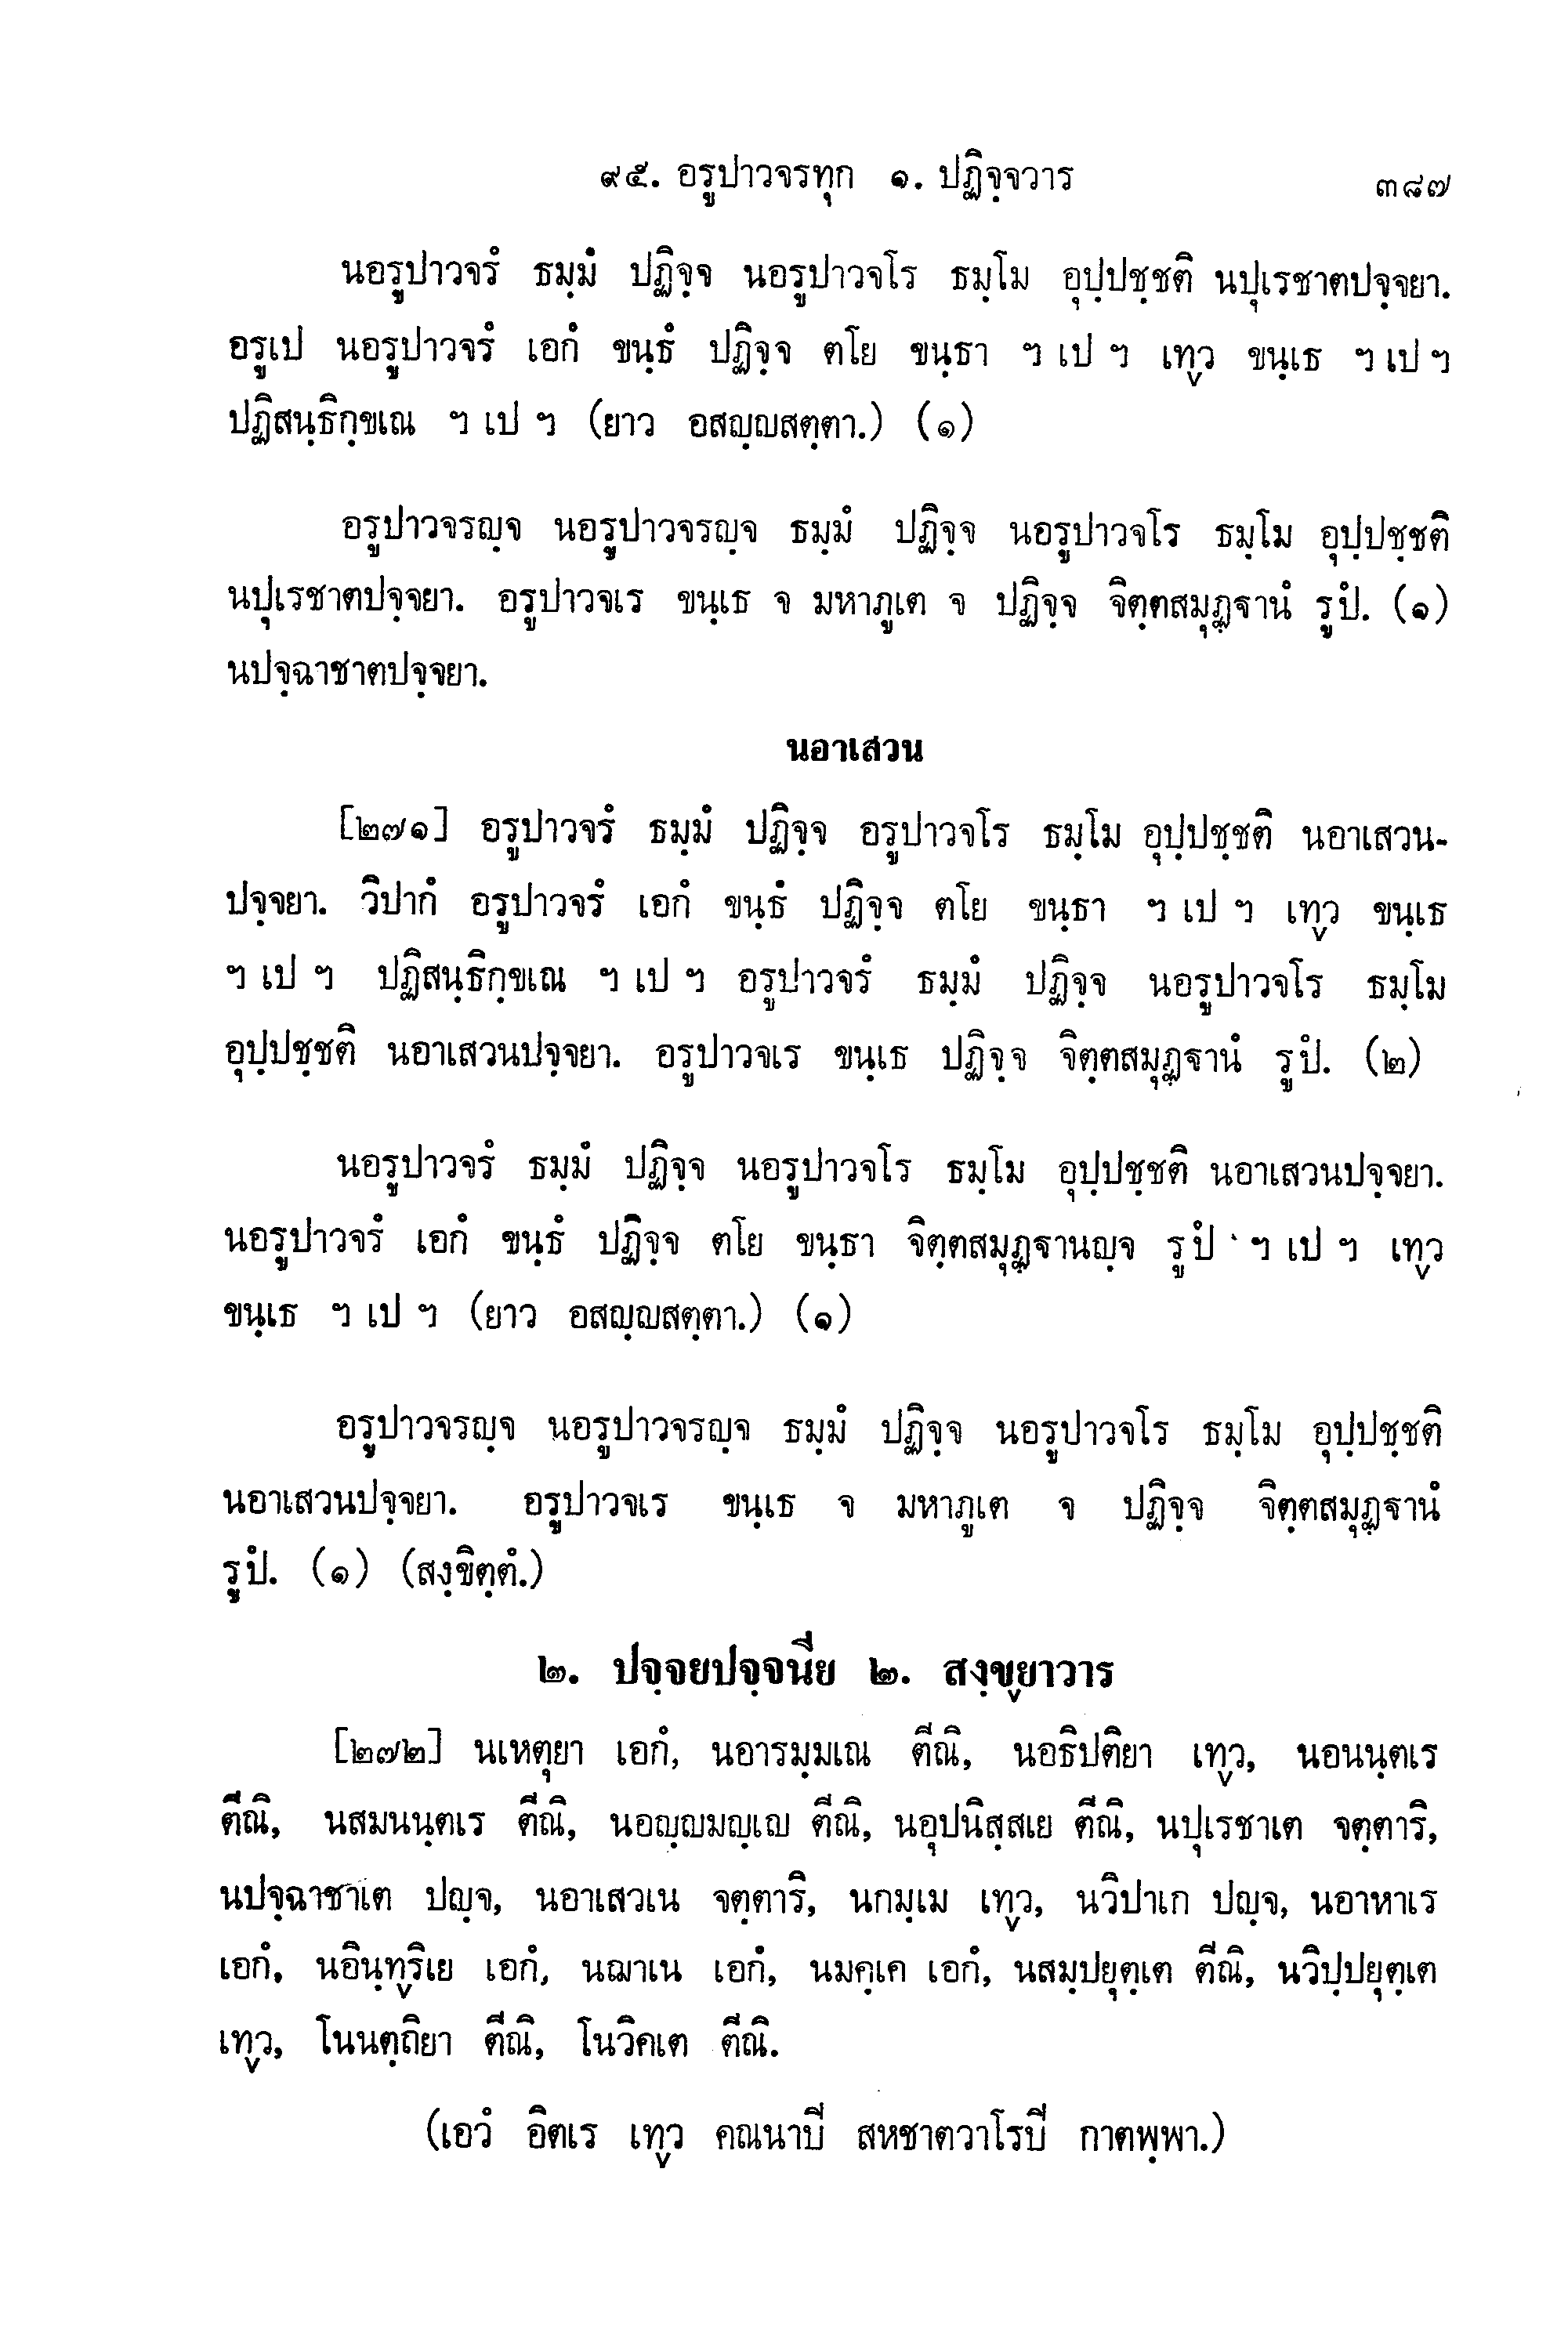 ๙๕. อรูปาวจรทุก ๑. ปฏิจฺจวาร ๓๘๗
นอรูปาวจรํ ธมฺมํ ปฏิจฺจ นอรูปาวจโร ธมฺโม อุปฺปชฺชติ นปุเรชาตปจฺจยา.
อรูเป นอรูปาวจรํ เอกํ ขนฺธํ ปฏิจฺจ ตโย ขนฺธา ฯ เป ฯ เทฺว ขนฺเธ ฯ เป ฯ
ปฏิสนฺธิกฺขเณ ฯ เป ฯ (ยาว อสญฺญสตฺตา.) (๑)
อรูปาวจรญฺจ นอรูปาวจรญฺจ ธมฺมํ ปฏิจฺจ นอรูปาวจโร ธมฺโม อุปฺปชฺชติ
นปุเรชาตปจฺจยา. อรูปาวจเร ขนฺเธ จ มหาภูเต จ ปฏิจฺจ จิตฺตสมุฏฺฐานํ รูปํ. (๑)
นปจฺฉาชาตปจฺจยา.
นอาเสวน
[๒๗๑] อรูปาวจรํ ธมฺมํ ปฏิจฺจ อรูปาวจโร ธมฺโม อุปฺปชฺชติ นอาเสวน-
ปจฺจยา. วิปากํ อรูปาวจรํ เอกํ ขนฺธํ ปฏิจฺจ ตโย ขนฺธา ฯ เป ฯ เทฺว ขนฺเธ
ฯ เป ฯ ปฏิสนฺธิกฺขเณ ฯ เป ฯ อรูปาวจรํ ธมฺมํ ปฏิจฺจ นอรูปาวจโร ธมฺโม
อุปฺปชฺชติ นอาเสวนปจฺจยา. อรูปาวจเร ขนฺเธ ปฏิจฺจ จิตฺตสมุฏฺฐานํ รูปํ. (๒)
นอรูปาวจรํ ธมฺมํ ปฏิจฺจ นอรูปาวจโร ธมฺโม อุปฺปชฺชติ นอาเสวนปจฺจยา.
นอรูปาวจรํ เอกํ ขนฺธํ ปฏิจฺจ ตโย ขนฺธา จิตฺตสมุฏฺฐานญฺจ รูปํ ฯ เป ฯ เทฺว
ขนฺเธ ฯ เป ฯ (ยาว อสญฺญสตฺตา.) (๑)
อรูปาวจรญฺจ นอรูปาวจรญฺจ ธมฺมํ ปฏิจฺจ นอรูปาวจโร ธมฺโม อุปฺปชฺชติ
นอาเสวนปจฺจยา. อรูปาวจเร ขนฺเธ จ มหาภูเต จ ปฏิจฺจ จิตฺตสมุฏฺฐานํ
รูปํ. (๑) (สงฺขิตฺตํ.)
๒. ปจฺจยปจฺจนีย ๒. สงฺขฺยาวาร
[๒๗๒] นเหตุยา เอกํ, นอารมฺมเณ ตีณิ, นอธิปติยา เทฺว, นอนนฺตเร
ตีณิ, นสมนนฺตเร ตีณิ, นอญฺญมญฺเญ ตีณิ, นอุปนิสฺสเย ตีณิ, นปุเรชาเต จตฺตาริ,
นปจฺฉาชาเต ปญฺจ, นอาเสวเน จตฺตาริ, นกมฺเม เทฺว, นวิปาเก ปญฺจ, นอาหาเร
เอกํ, นอินฺทฺริเย เอกํ, นฌาเน เอกํ, นมคฺเค เอกํ, นสมฺปยุตฺเต ตีณิ, นวิปฺปยุตฺเต
เทฺว, โนนตฺถิยา ตีณิ, โนวิคเต ตีณิ.
(เอวํ อิตเร เทฺว คณนาปิ สหชาตวาโรปิ กาตพฺพา.)